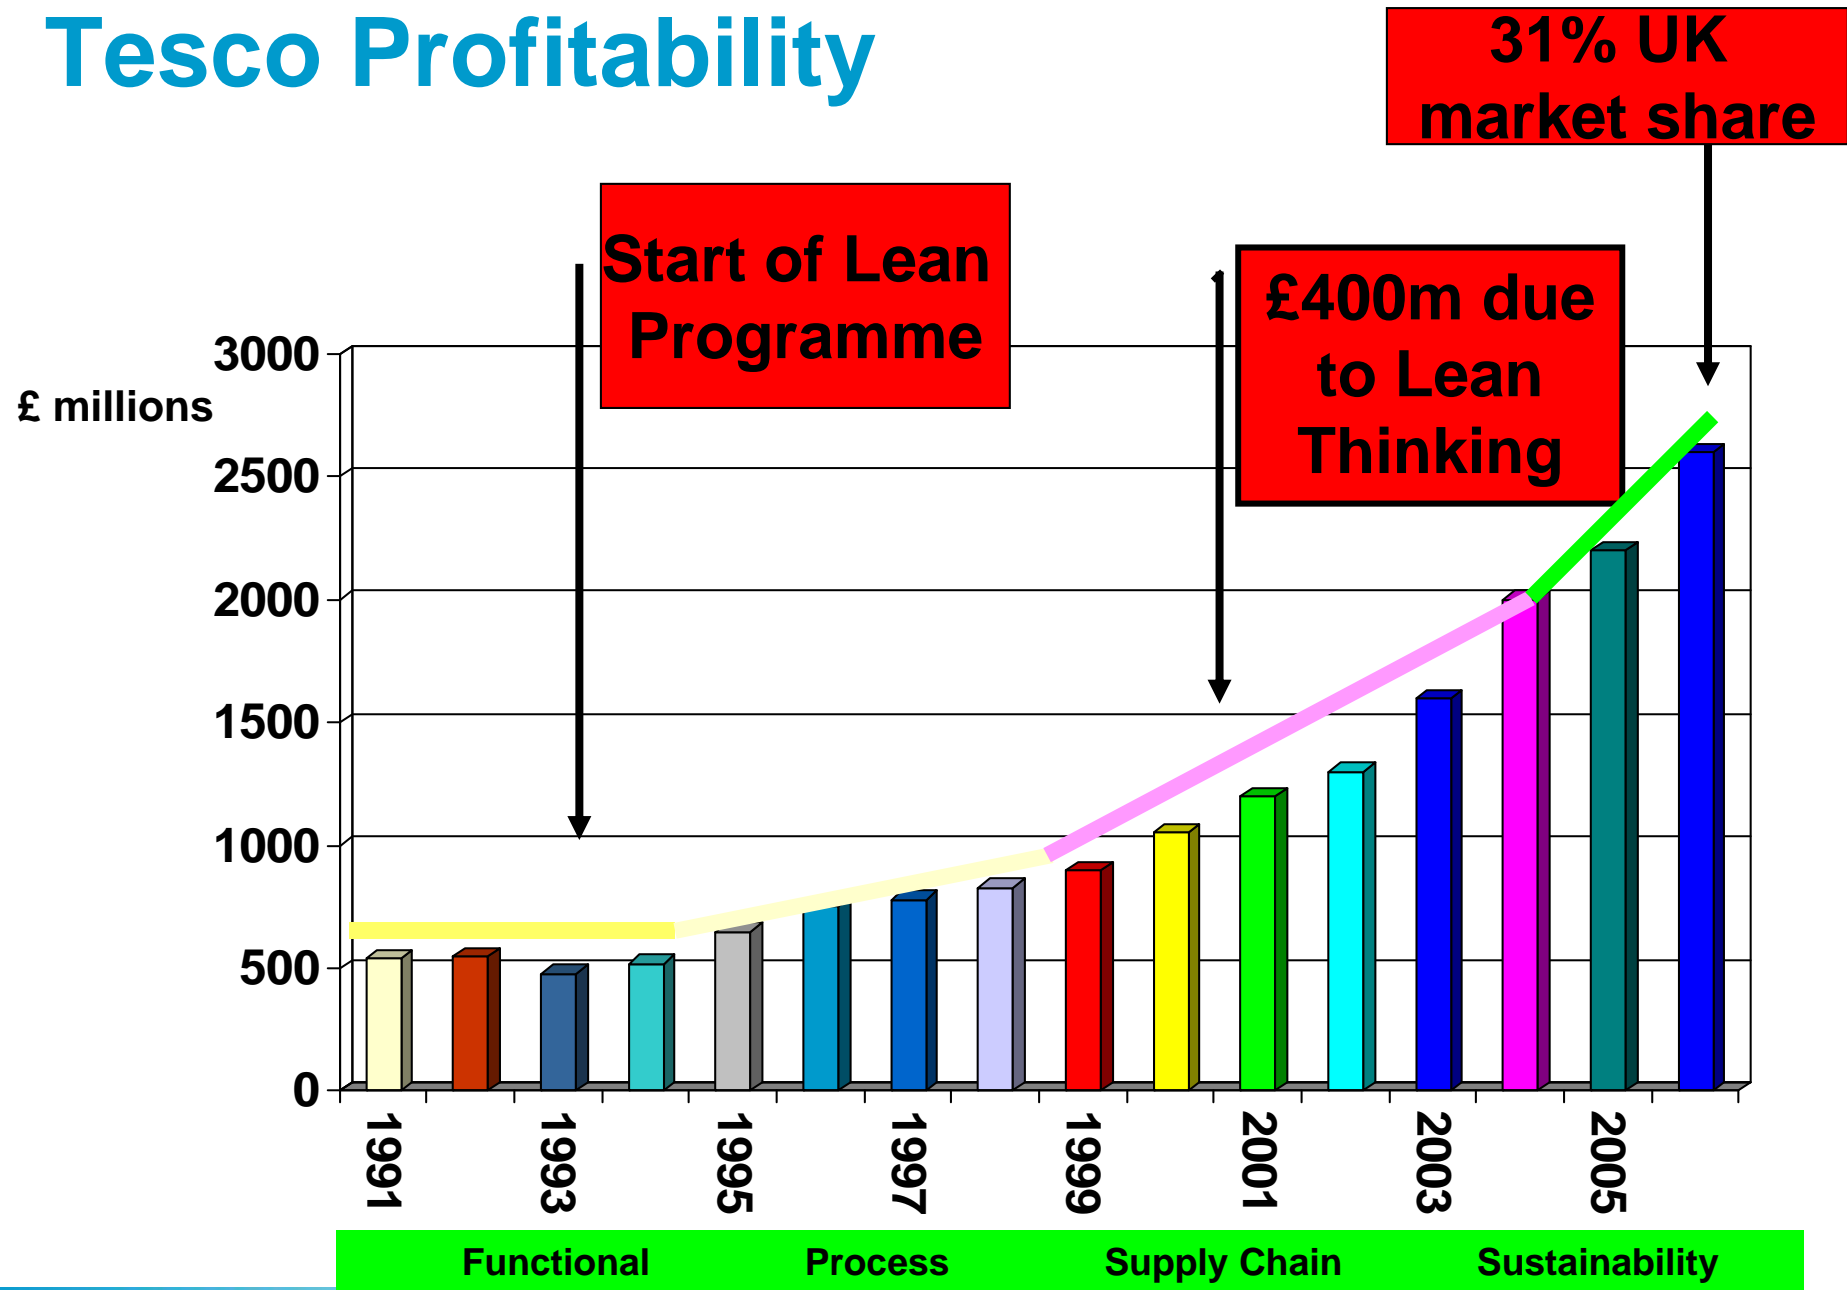 Tesco Profitability
31% UK
market share
Start of Lean
Programme
£400m due
to Lean
Thinking
£ millions
3000
2500
2000
1500
1000
500
0
1991
1993
1995
1997
1999
2001
2003
2005
Functional
Process
Supply Chain
Sustainability